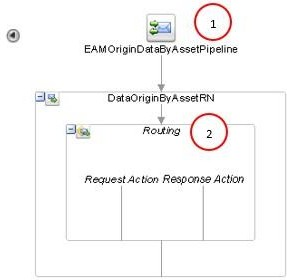 1
EAMOriginDataByAssetPipeline
DataOriginByAssetRN
Routing
2
Request Action Response Action